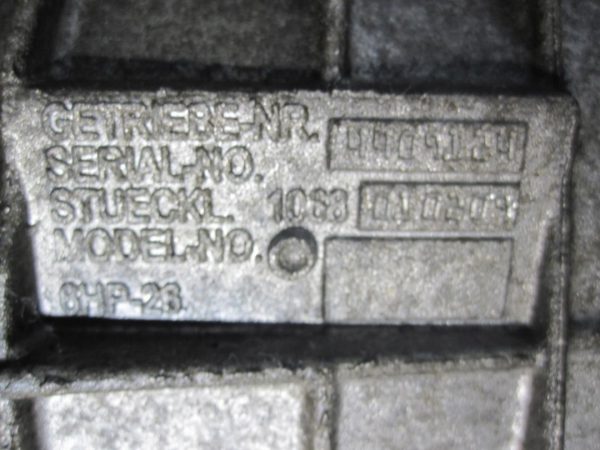 GETRIEBE-NR.
SERIAL-NO.
STUECKL. 1068
MODEL-NO.
6HP-26